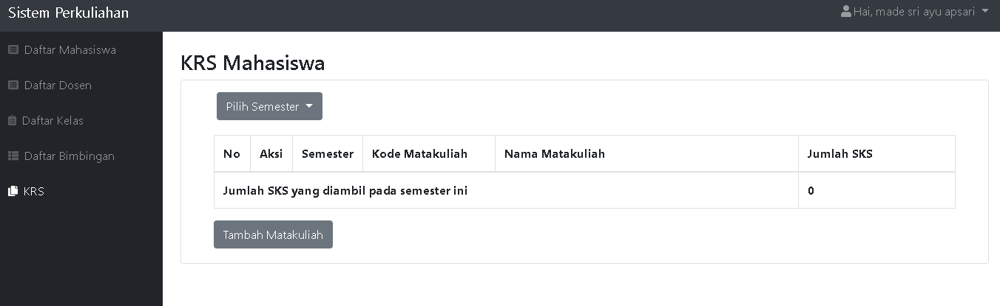 Sistem Perkuliahan
Hai, made sri ayu apsari
Daftar Mahasiswa
Daftar Dosen
Daftar Kelas
Daftar Bimbingan
KRS
KRS Mahasiswa
Pilih Semester
No Aksi Semester Kode Matakuliah Nama Matakuliah Jumlah SKS
Jumlah SKS yang diambil pada semester ini 0
Tambah Matakuliah